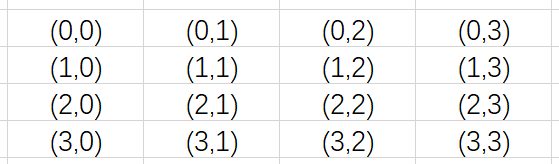 (0,0) (0,1) (0,2) (0,3)
(1,0) (1,1) (1,2) (1,3)
(2,0) (2,1) (2,2) (2,3)
(3,0) (3,1) (3,2) (3,3)